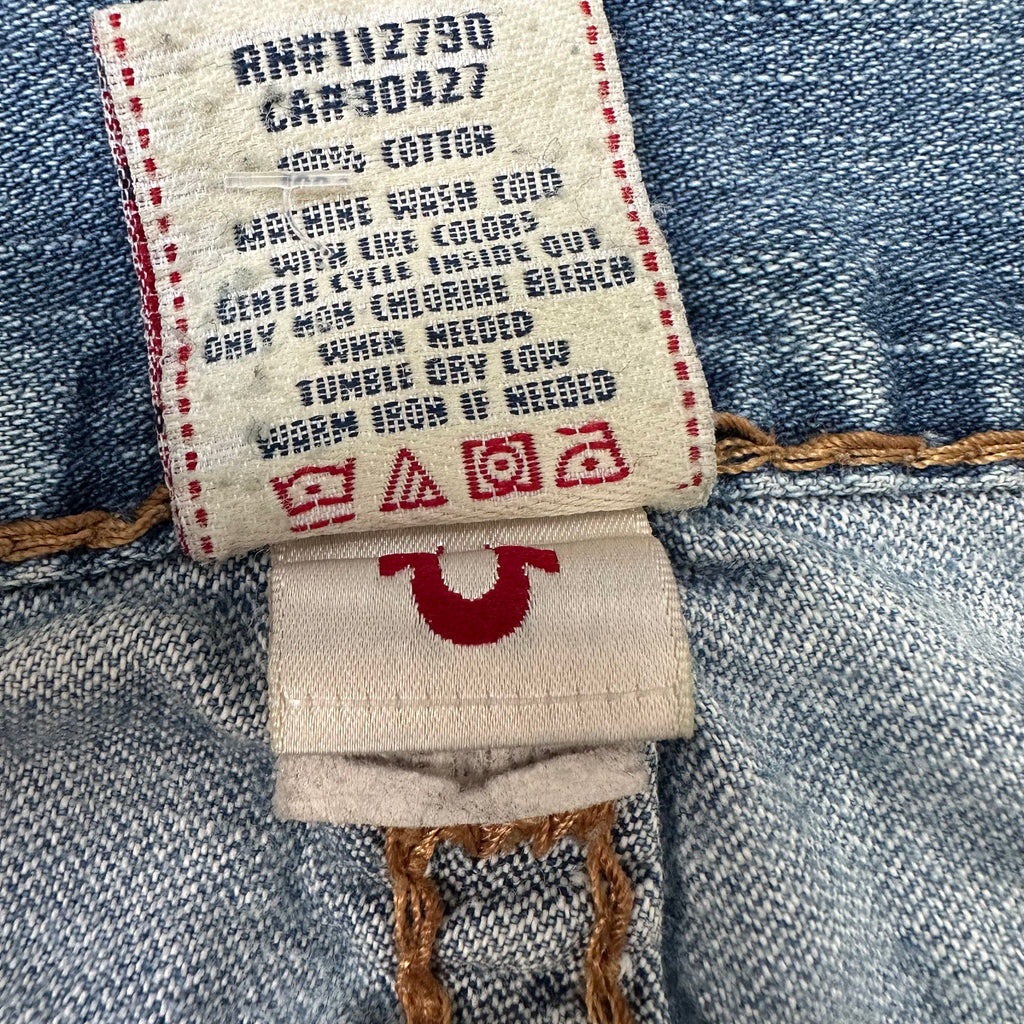 RN#112790
CA#30427
100% COTTON
MACHINE WASH COLD
WITH LIKE COLORS
GENTLE CYCLE INSIDE OUT
ONLY NON CHLORINE BLEACH
WHEN NEEDED
TUMBLE DRY LOW
WARM IRON IF NEEDED